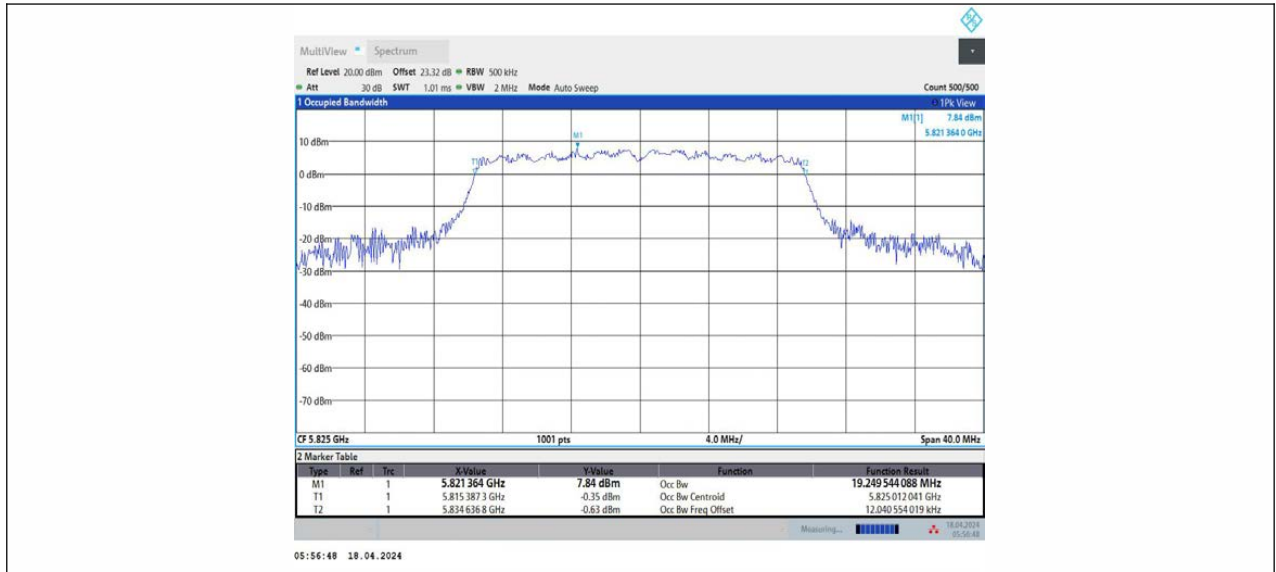 MultiView Spectrum
Ref Level 20.00 dBm Offset 23.32 dB RBW 500 kHz
Att 30 dB SWT 1.01 ms VBW 2 MHz Mode Auto Sweep Count 500/500
1 Occupied Bandwidth 1Pk View
M1[1] 7.84 dBm
5.821 364 0 GHz
M1
10 dBm
T1 T2
0 dBm
-10 dBm
-20 dBm
-30 dBm
-40 dBm
-50 dBm
-60 dBm
-70 dBm
CF 5.825 GHz 1001 pts 4.0 MHz/ Span 40.0 MHz
2 Marker Table
Type Ref Trc X-Value Y-Value Function Function Result
M1 1 5.821 364 GHz 7.84 dBm Occ Bw 19.249 544 088 MHz
T1 1 5.815 387 3 GHz -0.35 dBm Occ Bw Centroid 5.825 012 041 GHz
T2 1 5.834 636 8 GHz -0.63 dBm Occ Bw Freq Offset 12.040 554 019 kHz
Measuring... 18.04.2024
05:56:48
05:56:48 18.04.2024